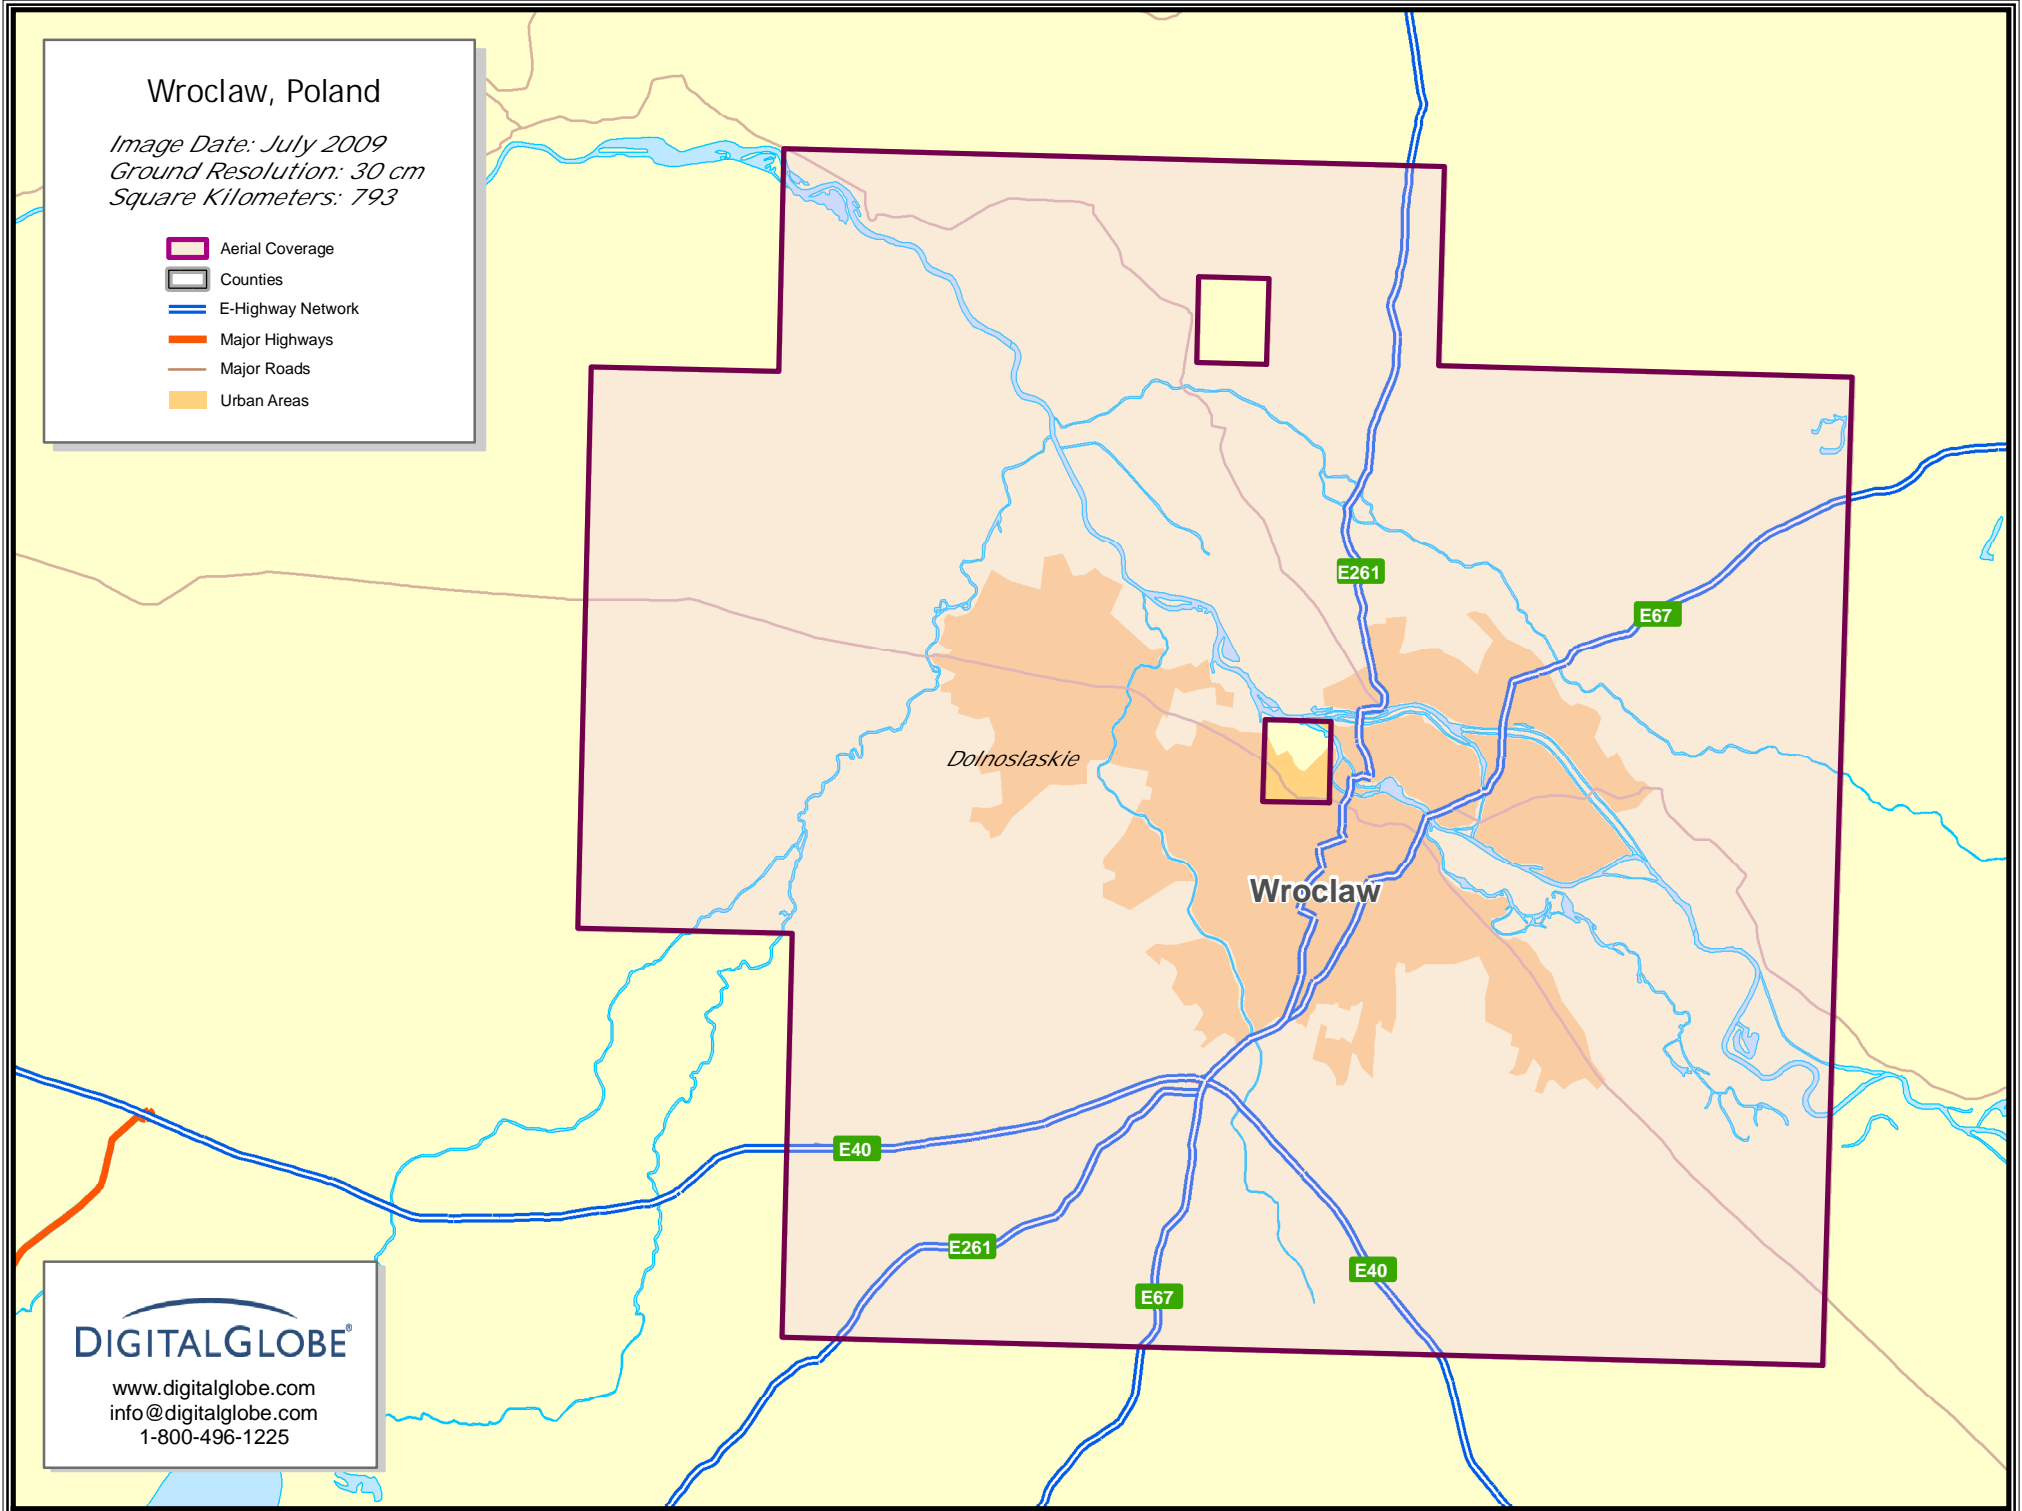 Wroclaw, Poland
Image Date: July 2009
Ground Resolution: 30 cm
Square Kilometers: 793
Aerial Coverage
Counties
E-Highway Network
Major Highways
Major Roads
Urban Areas
E261
E67
Dolnoslaskie
Wroclaw
E40
E261
E40
E67
DIGITALGLOBE®
www.digitalglobe.com
info@digitalglobe.com
1-800-496-1225